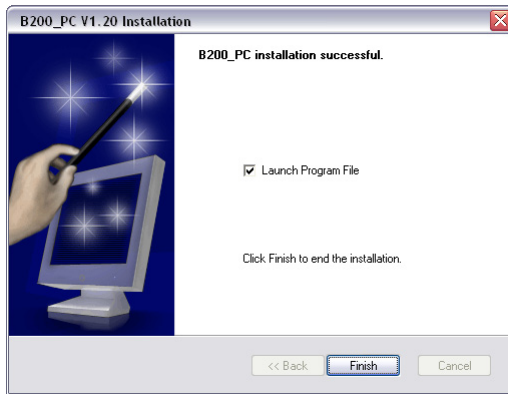 B200_PC V1.20 Installation
B200_PC installation successful.
Launch Program File
Click Finish to end the installation.
<< Back
Finish
Cancel